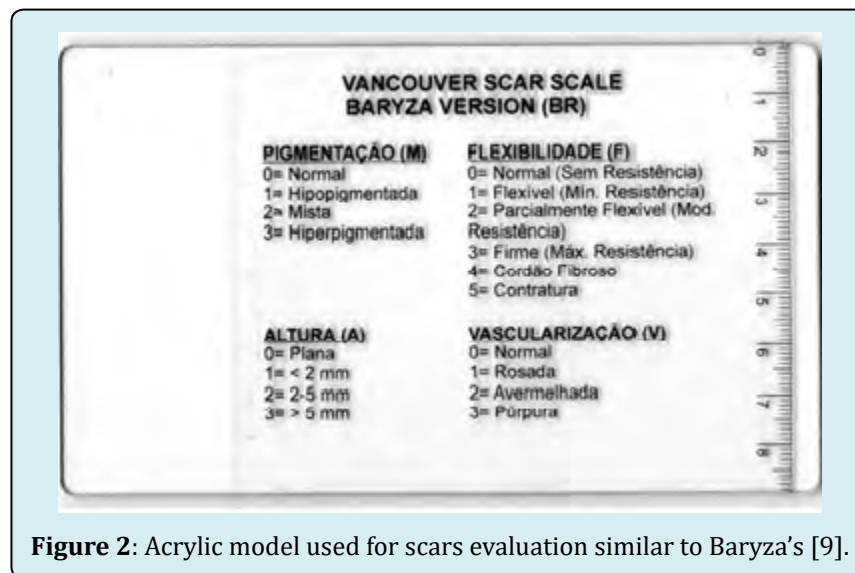 VANCOUVER SCAR SCALE
BARYZA VERSION (BR)
PIGMENTAÇÃO (M)
0= Normal
1= Hipopigmentada
2= Mista
3= Hiperpigmentada
FLEXIBILIDADE (F)
0= Normal (Sem Resistência)
1= Flexivel (Min. Resistência)
2= Parcialmente Flexivel (Mod.
Resistência)
3= Firme (Máx. Resistência)
4= Cordão Fibroso
5= Contratura
ALTURA (A)
0= Plana
1= < 2 mm
2= 2-5 mm
3= > 5 mm
VASCULARIZAÇÃO (V)
0= Normal
1= Rosada
2= Avermelhada
3= Púrpura
0
1
2
3
4
5
6
7
8
Figure 2: Acrylic model used for scars evaluation similar to Baryza's [9].